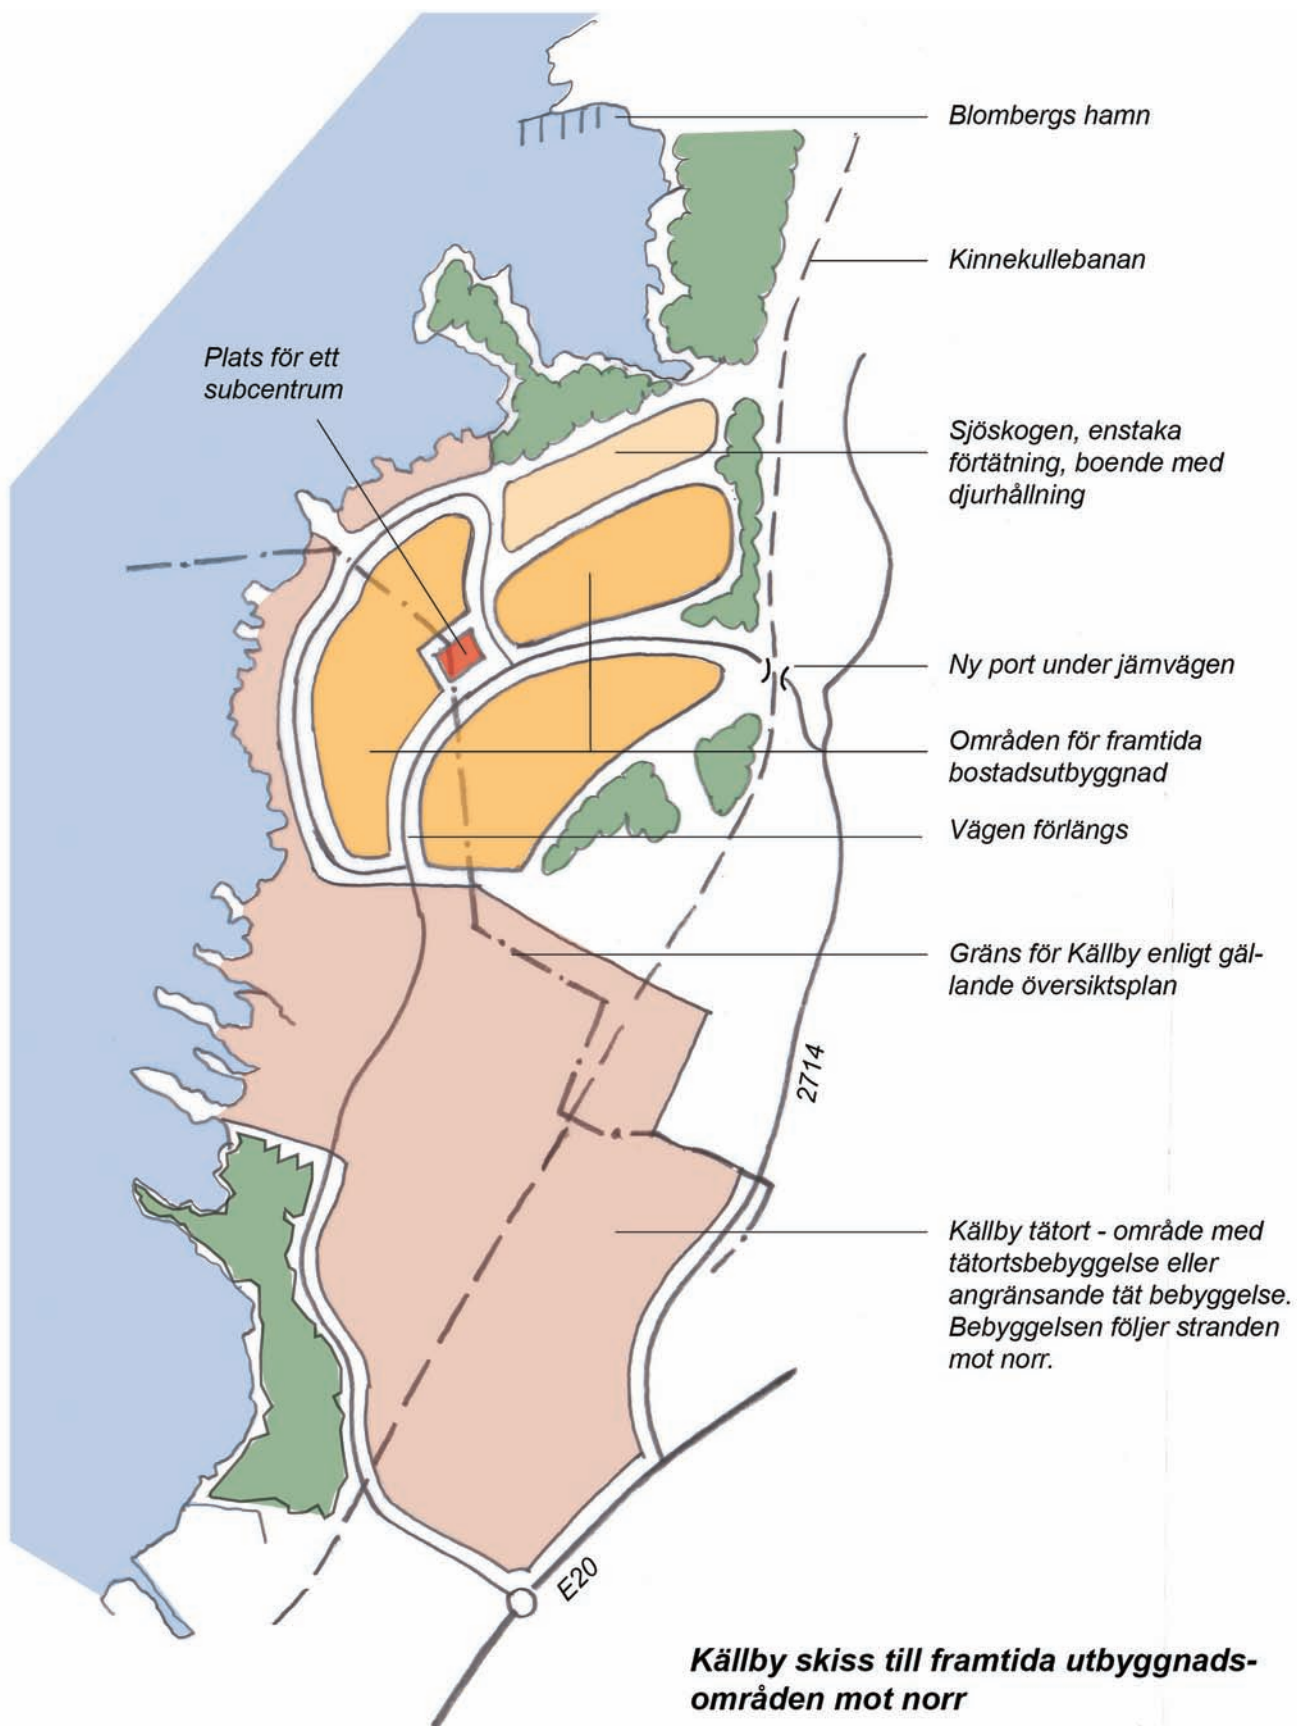 Blombergs hamn
Kinnekullebanan
Plats för ett
subcentrum
Sjöskogen, enstaka
förtätning, boende med
djurhållning
Ny port under järnvägen
Områden för framtida
bostadsutbyggnad
Vägen förlängs
Gräns för Källby enligt gäl-
lande översiktsplan
2714
Källby tätort - område med
tätortsbebyggelse eller
angränsande tät bebyggelse.
Bebyggelsen följer stranden
mot norr.
E20
Källby skiss till framtida utbyggnads-
områden mot norr